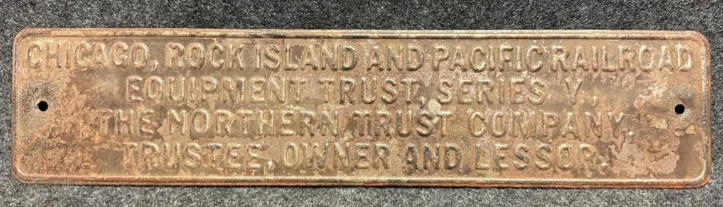 CHICAGO, ROCK ISLAND AND PACIFIC RAILROAD
EQUIPMENT TRUST, SERIES V,
THE NORTHERN TRUST COMPANY,
TRUSTEE, OWNER AND LESSOR.